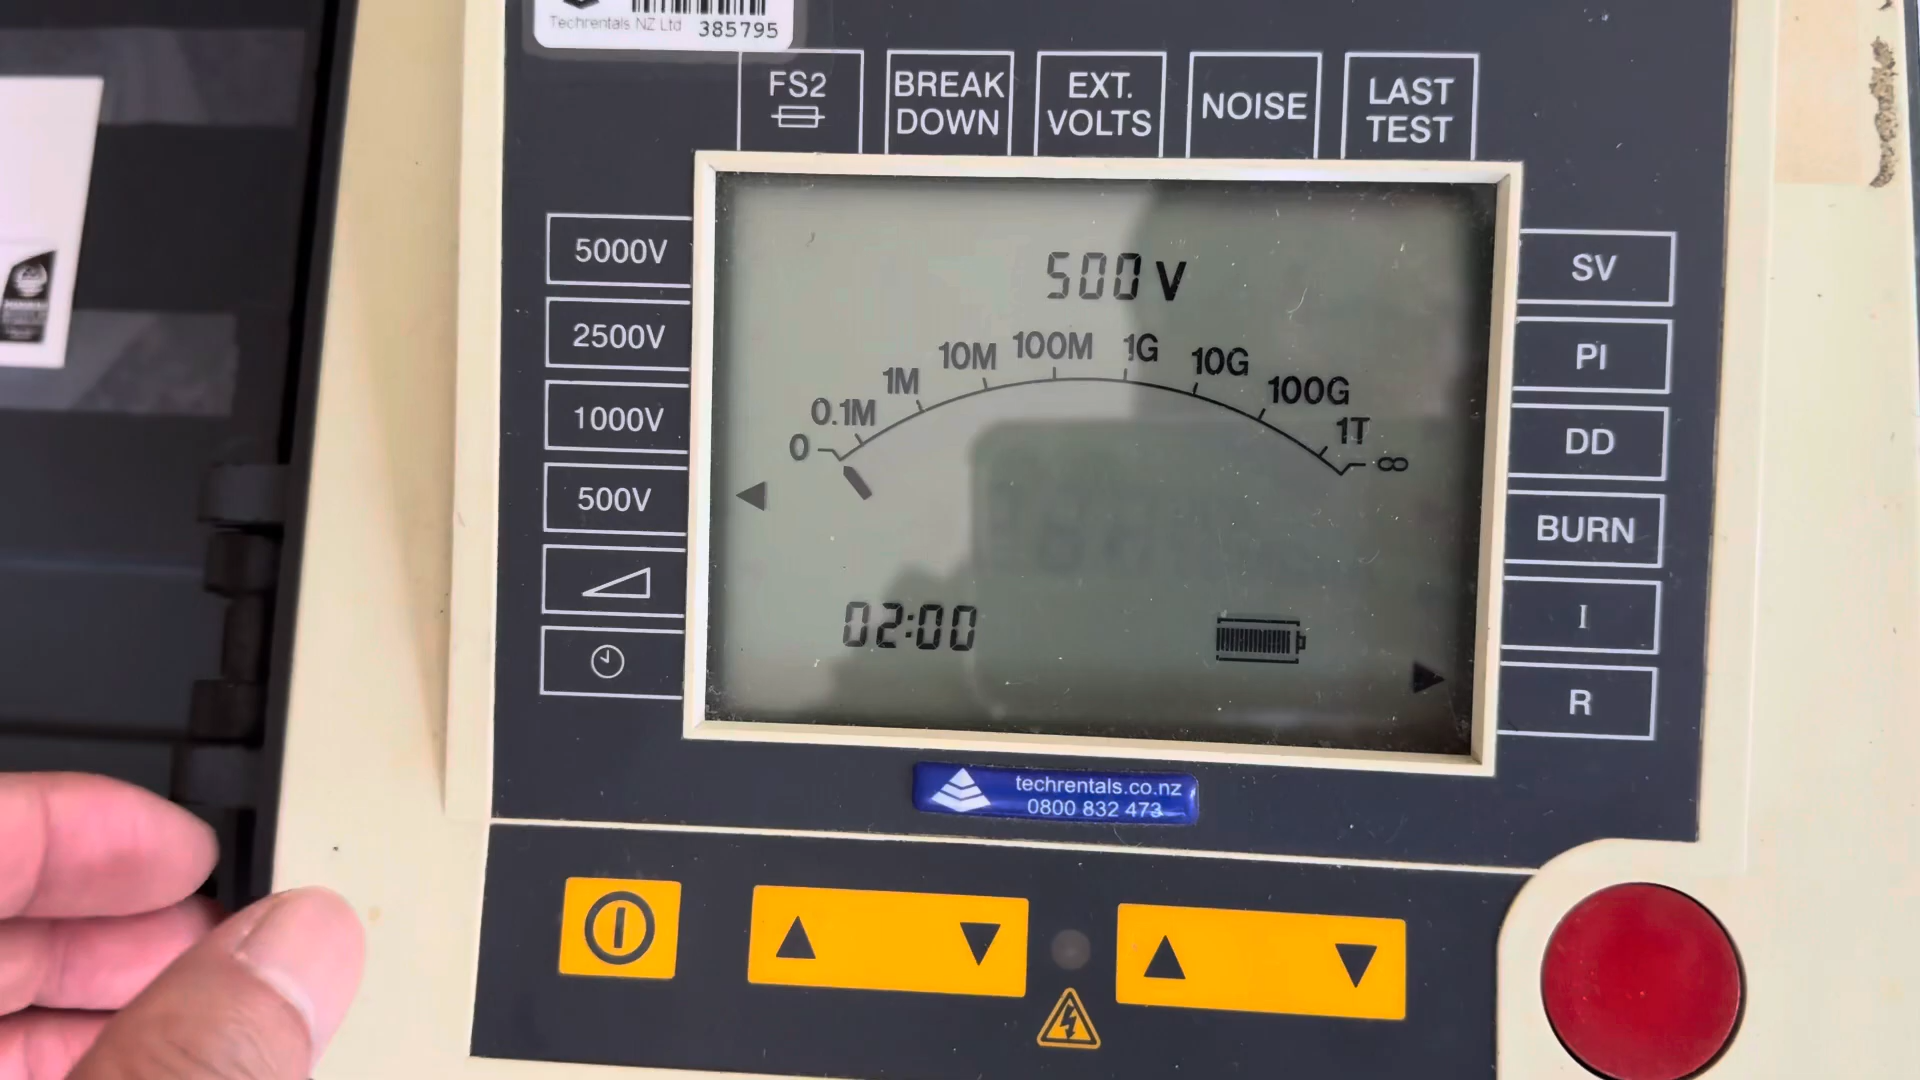 Techrentals NZ Ltd 385795
FS2
BREAK
DOWN
EXT.
VOLTS
NOISE
LAST
TEST
5000V
2500V
1000V
500V
500 V
0
0.1M
1M
10M
100M
1G
10G
100G
1T
∞
02:00
SV
PI
DD
BURN
I
R
techrentals.co.nz
0800 832 473